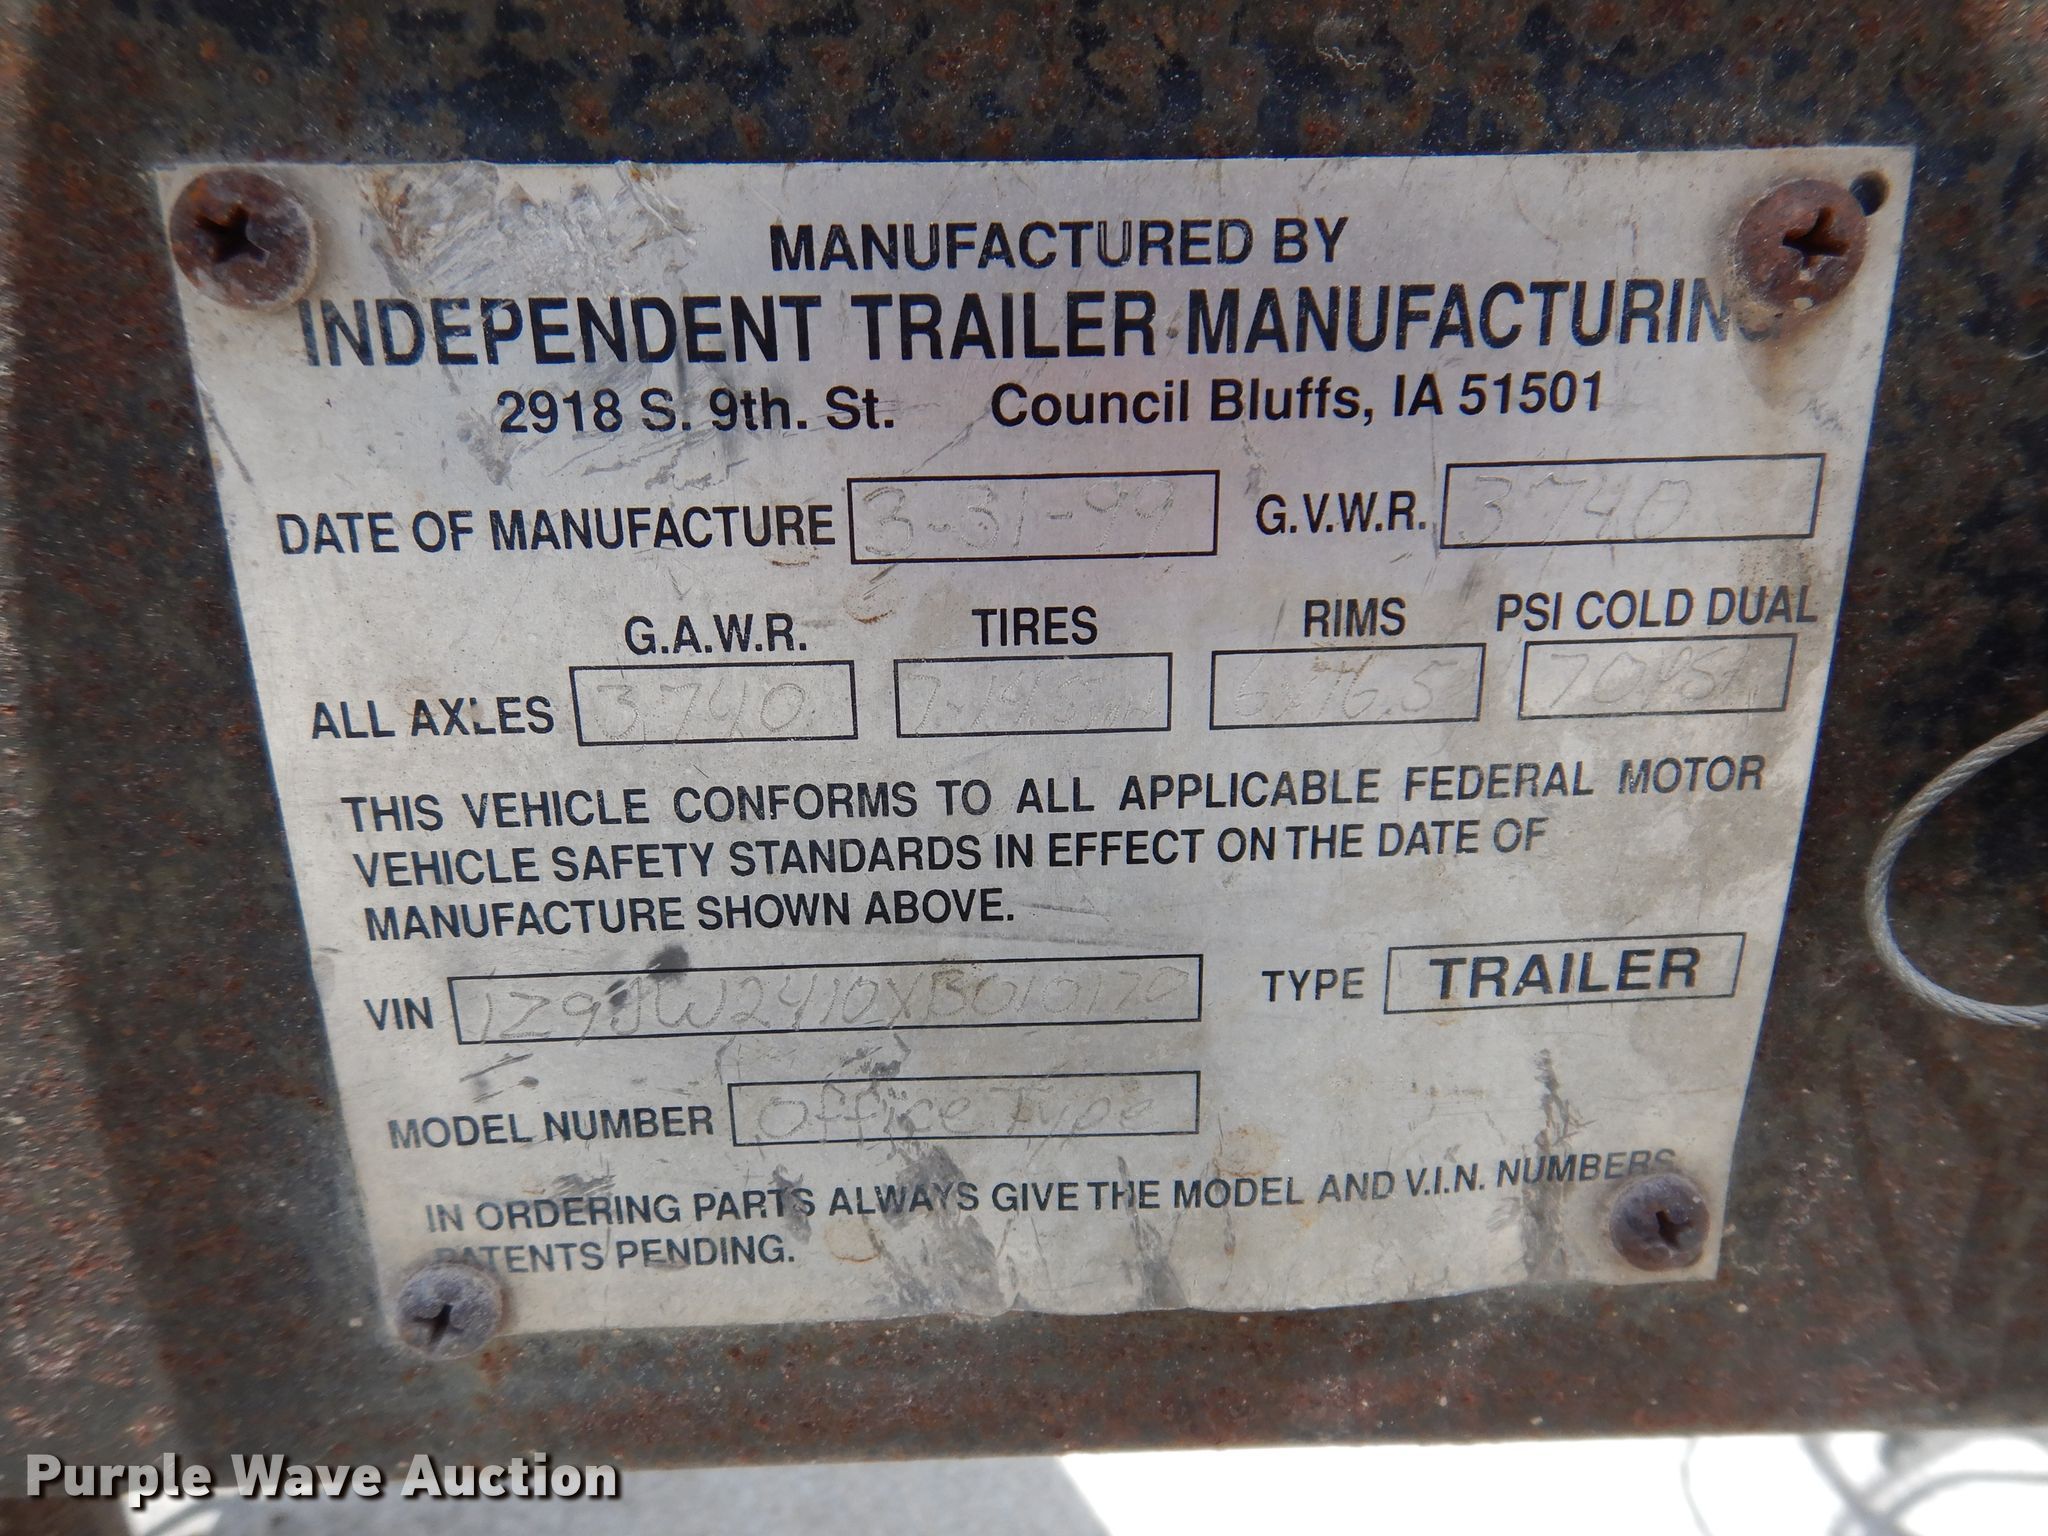 MANUFACTURED BY
INDEPENDENT TRAILER MANUFACTURING
2918 S. 9th. St. Council Bluffs, IA 51501
DATE OF MANUFACTURE 3-31-99 G.V.W.R. 3740
G.A.W.R. TIRES RIMS PSI COLD DUAL
ALL AXLES 3,740 70PSI
THIS VEHICLE CONFORMS TO ALL APPLICABLE FEDERAL MOTOR
VEHICLE SAFETY STANDARDS IN EFFECT ON THE DATE OF
MANUFACTURE SHOWN ABOVE.
VIN 1Z9JW2410XB010170 TYPE TRAILER
MODEL NUMBER Office Type
IN ORDERING PARTS ALWAYS GIVE THE MODEL AND V.I.N. NUMBERS
PATENTS PENDING.
Purple Wave Auction